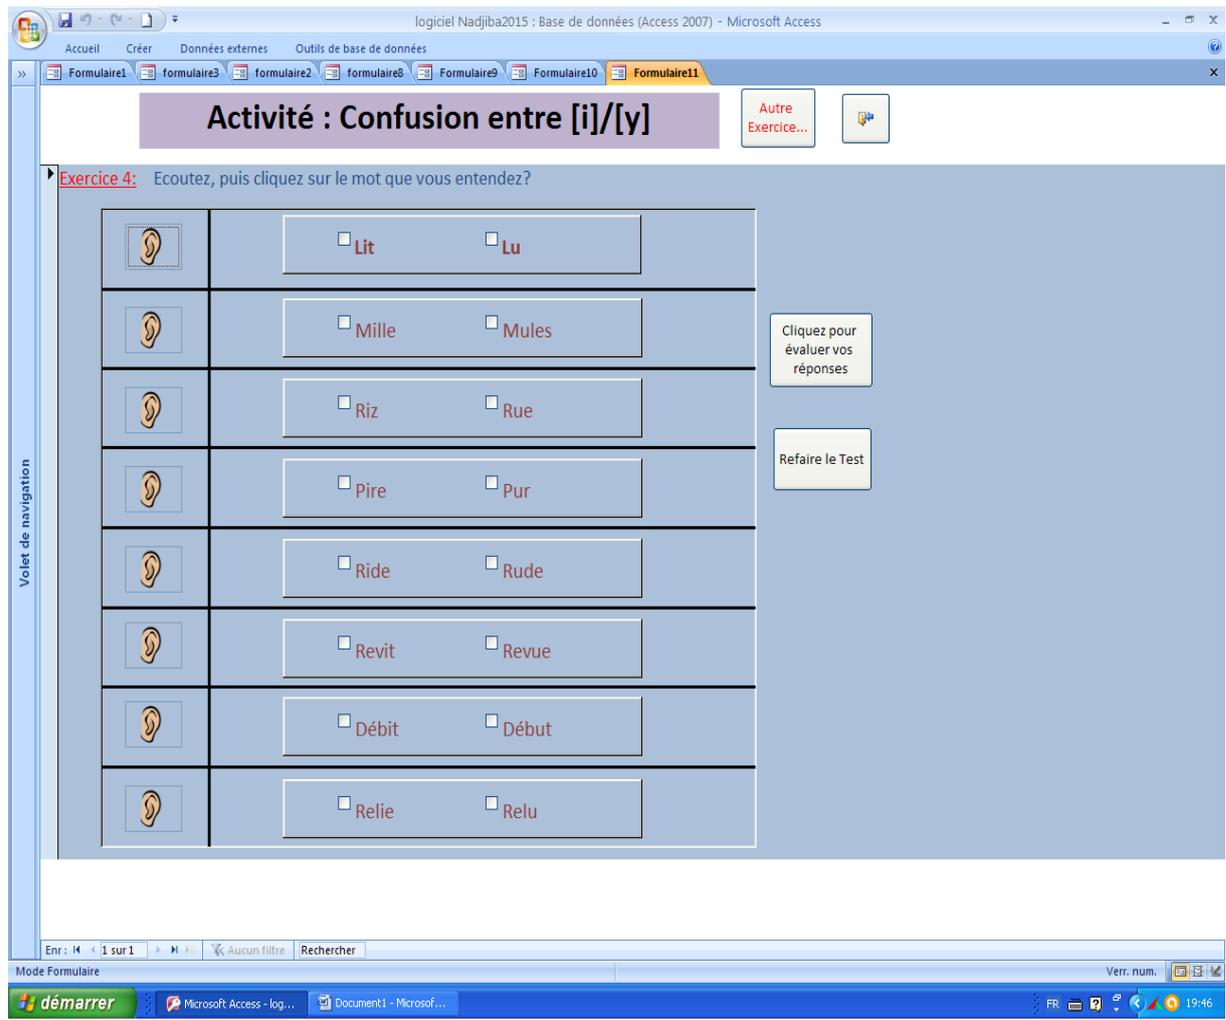 logiciel Nadjiba2015 : Base de données (Access 2007) - Microsoft Access
Accueil Créer Données externes Outils de base de données
Formulaire1 formulaire3 formulaire2 formulaire8 Formulaire9 Formulaire10 Formulaire11
Activité : Confusion entre [i]/[y]
Autre
Exercice...
Exercice 4: Ecoutez, puis cliquez sur le mot que vous entendez?
Lit Lu
Mille Mules
Riz Rue
Pire Pur
Ride Rude
Revit Revue
Débit Début
Relie Relu
Cliquez pour
évaluer vos
réponses
Refaire le Test
Volet de navigation
Enr : 1 sur 1 Aucun filtre Rechercher
Mode Formulaire Verr. num.
démarrer Microsoft Access - log... Document1 - Microsof... FR 19:46